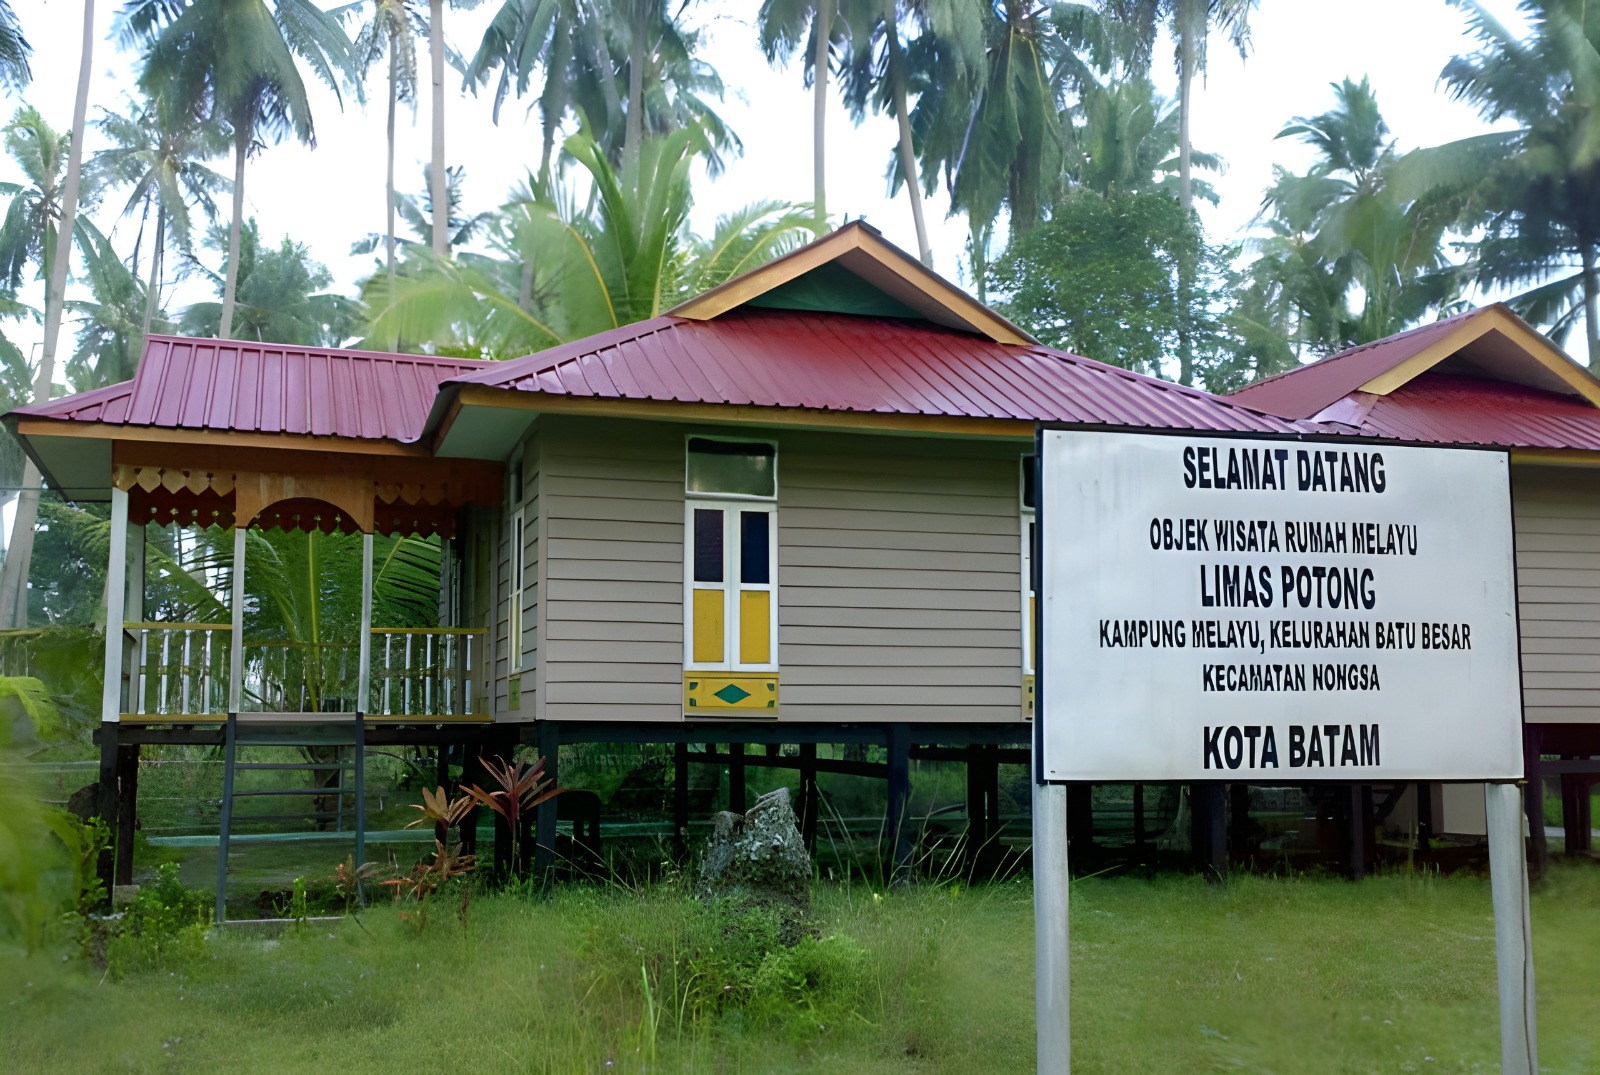 SELAMAT DATANG
OBJEK WISATA RUMAH MELAYU
LIMAS POTONG
KAMPUNG MELAYU, KELURAHAN BATU BESAR
KECAMATAN NONGSA
KOTA BATAM